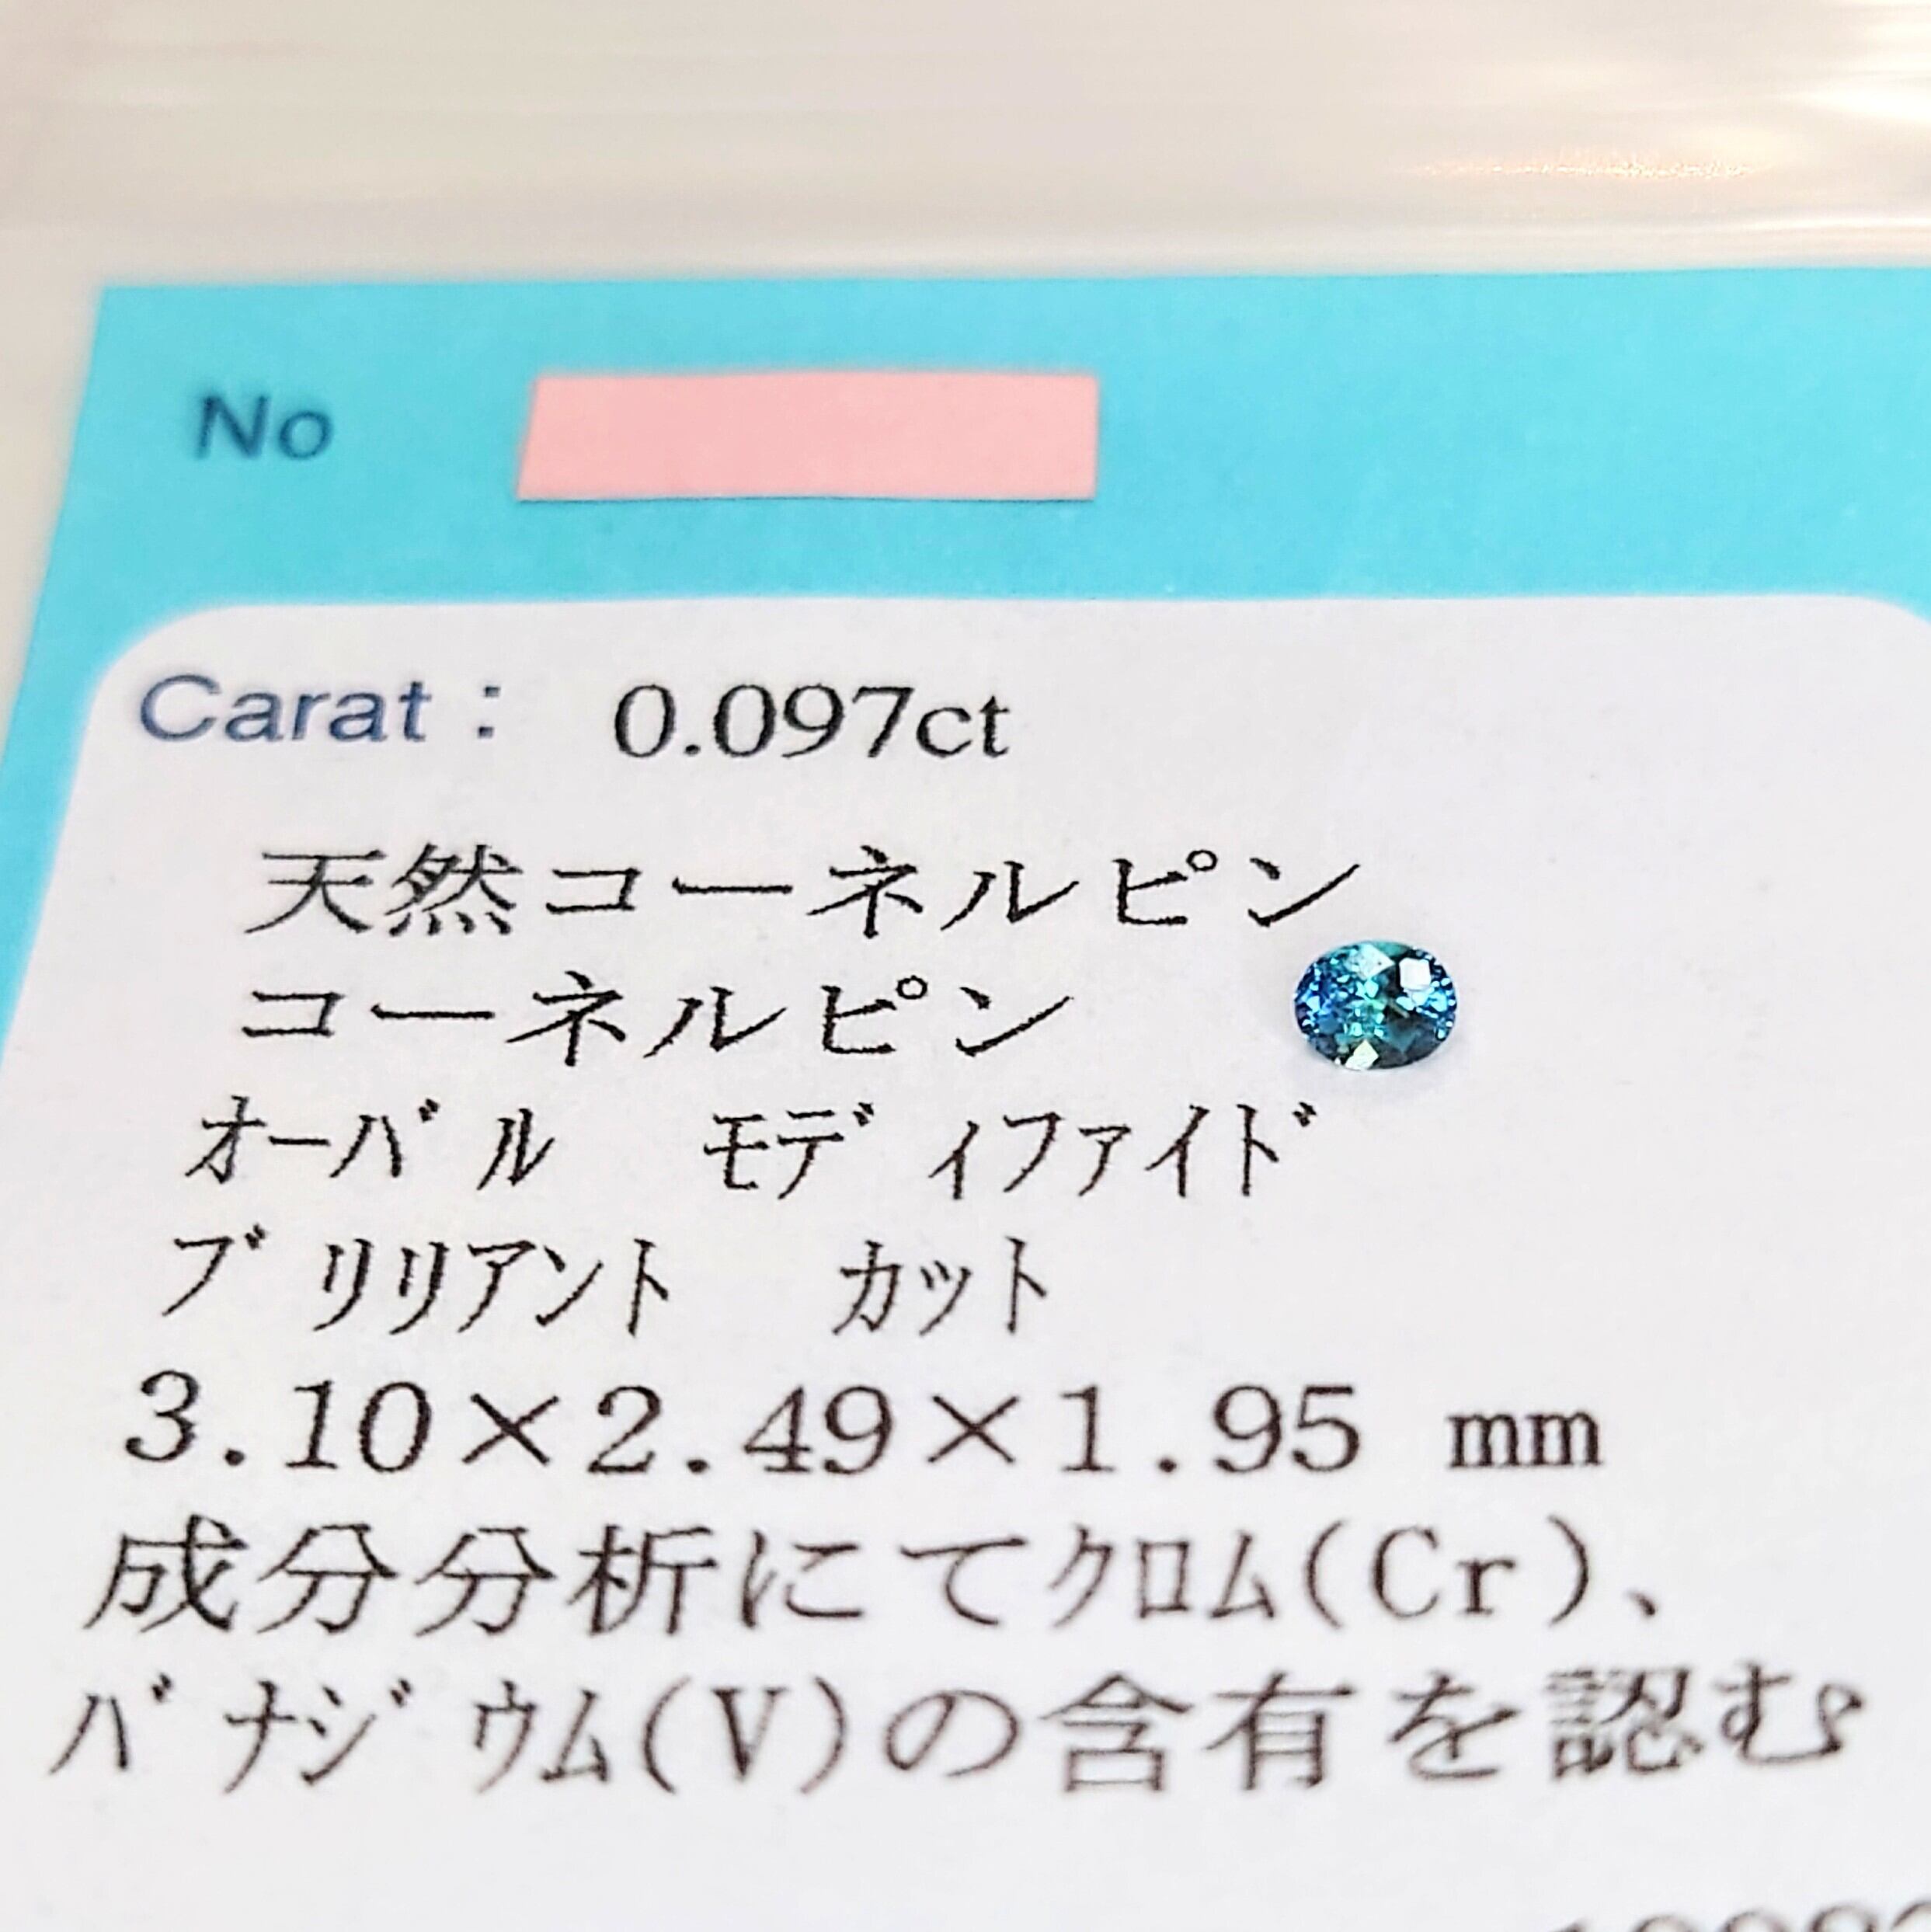 No
Carat : 0.097ct
天然コーネルピン
コーネルピン
ｵｰﾊﾞﾙ ﾓﾃﾞｨﾌｧｲﾄﾞ
ﾌﾞﾘﾘｱﾝﾄ ｶｯﾄ
3.10×2.49×1.95 mm
成分分析にてｸﾛﾑ(Cr)、
ﾊﾞﾅｼﾞｳﾑ(V)の含有を認む